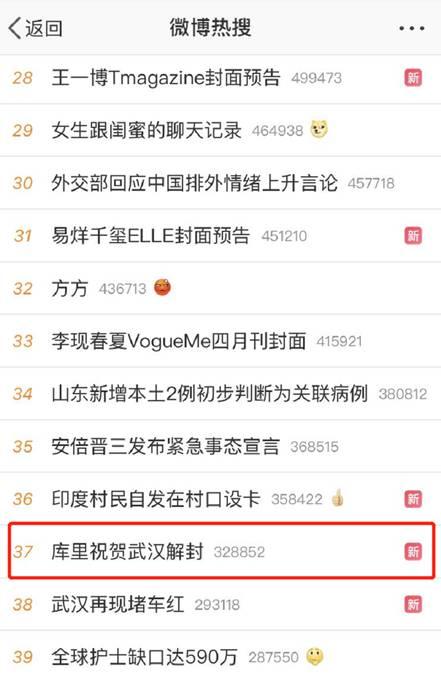 返回 微博热搜
28 王一博Tmagazine封面预告 499473 新
29 女生跟闺蜜的聊天记录 464938
30 外交部回应中国排外情绪上升言论 457718
31 易烊千玺ELLE封面预告 451210 新
32 方方 436713
33 李现春夏VogueMe四月刊封面 415921
34 山东新增本土2例初步判断为关联病例 380812
35 安倍晋三发布紧急事态宣言 368515
36 印度村民自发在村口设卡 358422 新
37 库里祝贺武汉解封 328852 新
38 武汉再现堵车红 293118 新
39 全球护士缺口达590万 287550